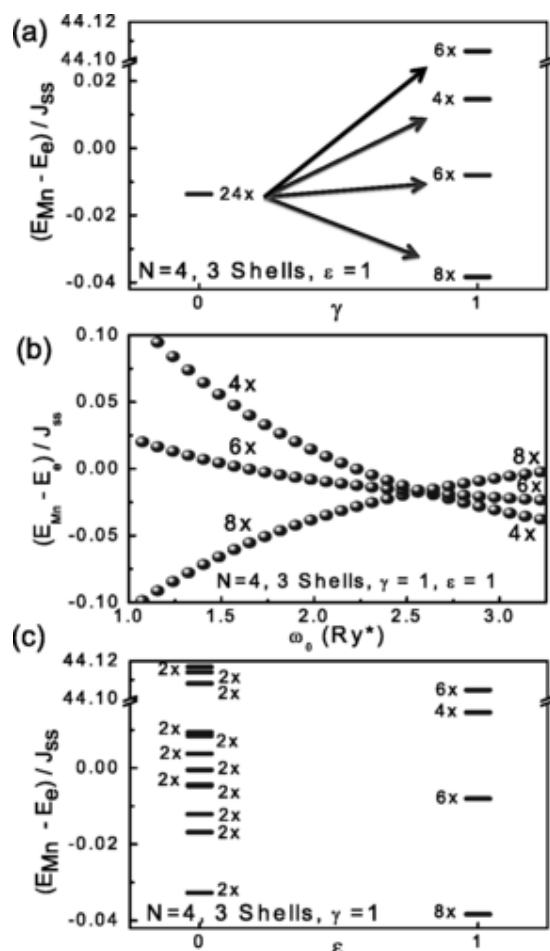 (a)
44.12
44.10
0.02
0.00
-0.02
-0.04
(E_Mn - E_e) / J_SS
6x
4x
24x
6x
8x
N=4, 3 Shells, ε=1
0
1
γ
(b)
0.10
0.05
0.00
-0.05
-0.10
(E_Mn - E_e) / J_ss
4x
6x
8x
8x
6x
4x
N=4, 3 Shells, γ = 1, ε = 1
1.0 1.5 2.0 2.5 3.0
ω_0 (Ry*)
(c)
44.12
44.10
0.00
-0.02
-0.04
(E_Mn - E_e) / J_SS
2x
2x
2x
2x
2x
2x
2x
2x
2x
2x
2x
2x
6x
4x
6x
8x
N=4, 3 Shells, γ=1
0
1
ε